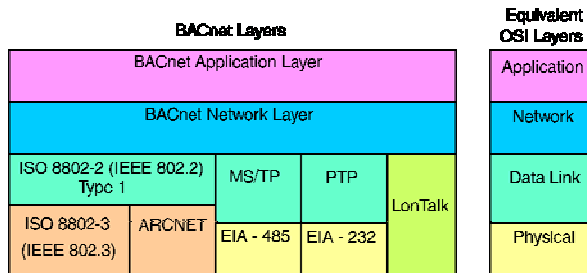 BACnet Layers
Equivalent
OSI Layers
BACnet Application Layer
Application
BACnet Network Layer
Network
ISO 8802-2 (IEEE 802.2)
Type 1
MS/TP
PTP
LonTalk
Data Link
ISO 8802-3
(IEEE 802.3)
ARCNET
EIA - 485
EIA - 232
Physical